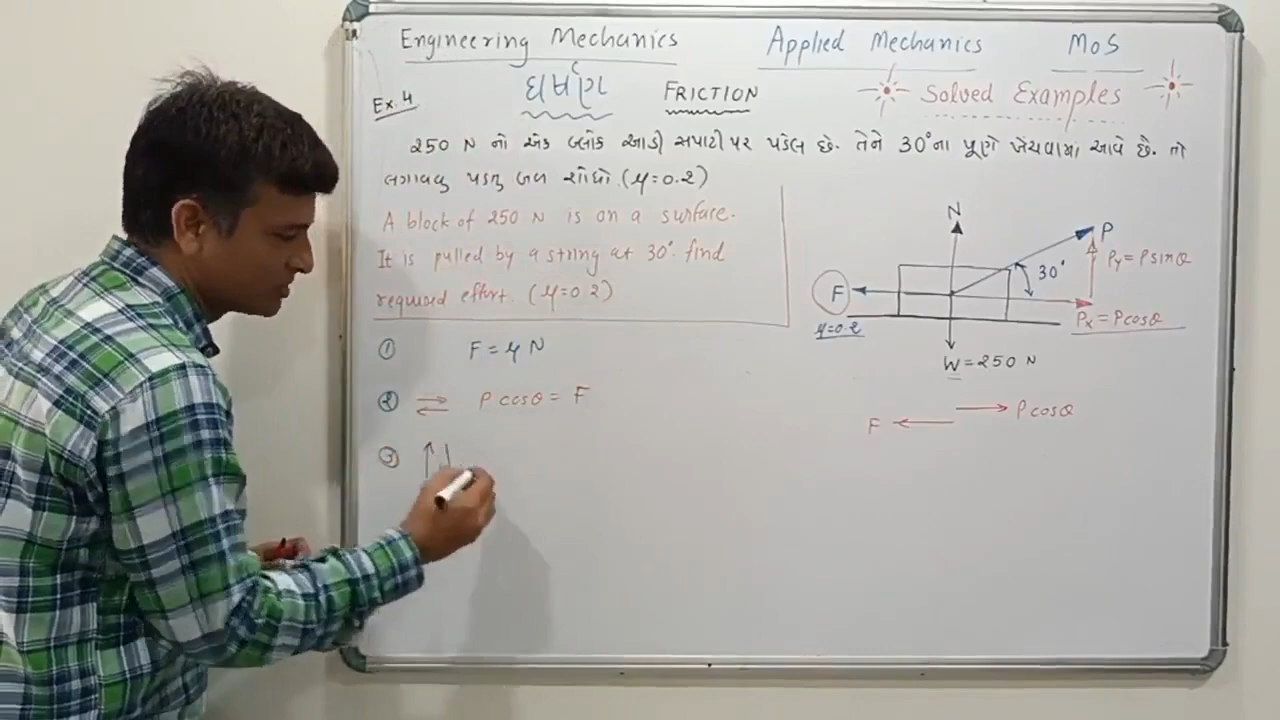 Engineering Mechanics Applied Mechanics MoS
ઘર્ષણ FRICTION Solved Examples
Ex. 4
250 N નો એક બ્લોક આડી સપાટી પર પડેલ છે. તેને 30° ના પૂણે ખેંચવામા આવે છે. તો
લગાવવુ પડતુ બળ શોધો. (μ=0.2)
A block of 250 N is on a surface.
It is pulled by a string at 30°. find
required effort. (μ=0.2)
N
P
Py = P sinθ
30°
F
Px = P cosθ
μ=0.2
W = 250 N
① F = μ N
② ⇄ P cosθ = F
P cosθ
F
③